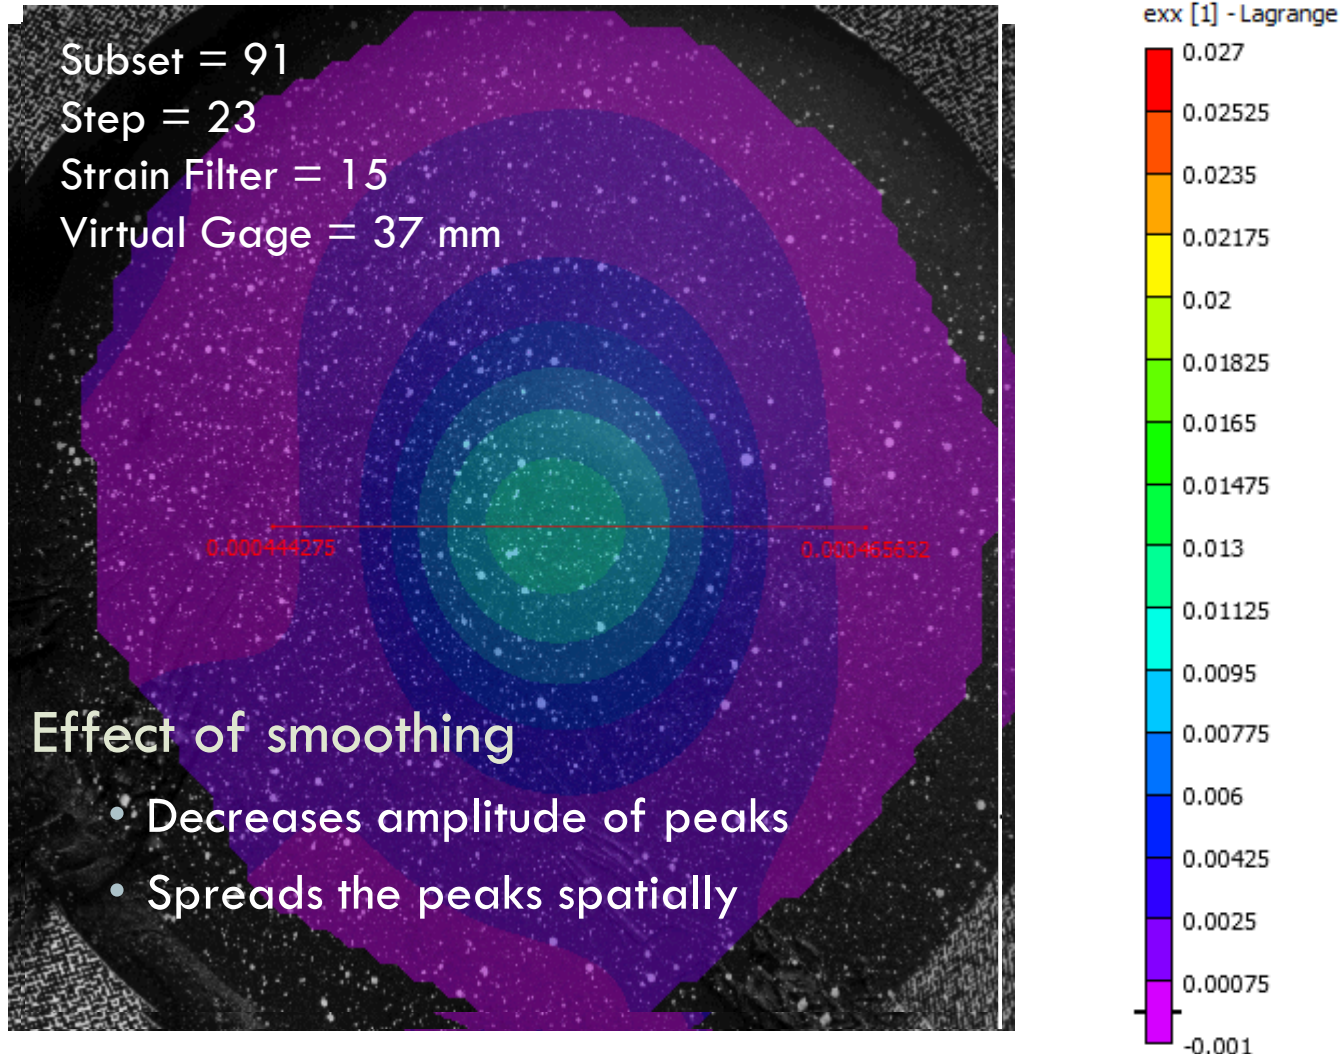 Subset = 91
Step = 23
Strain Filter = 15
Virtual Gage = 37 mm
0.000444275
0.000465632
Effect of smoothing
• Decreases amplitude of peaks
• Spreads the peaks spatially
exx [1] - Lagrange
0.027
0.02525
0.0235
0.02175
0.02
0.01825
0.0165
0.01475
0.013
0.01125
0.0095
0.00775
0.006
0.00425
0.0025
0.00075
-0.001